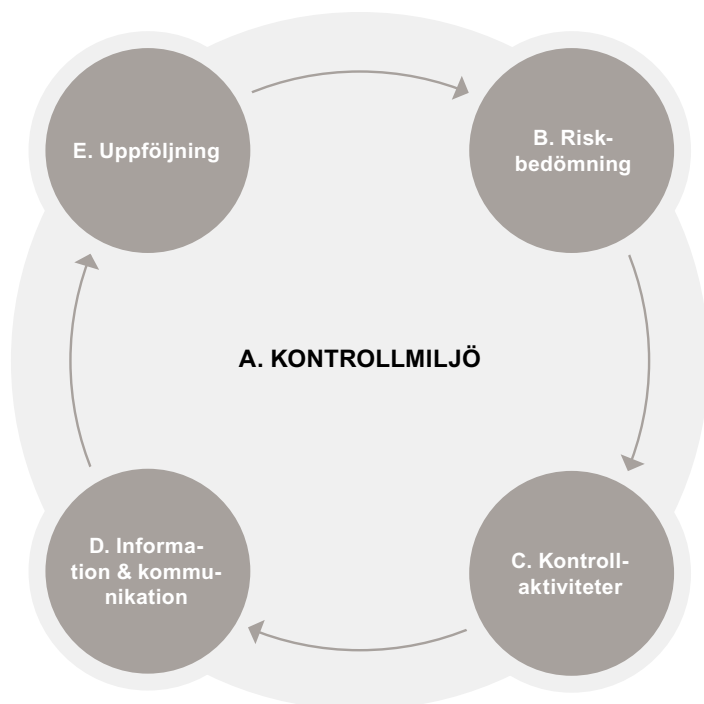 E. Uppföljning
B. Risk-
bedömning
A. KONTROLLMILJÖ
D. Informa-
tion & kommu-
nikation
C. Kontroll-
aktiviteter